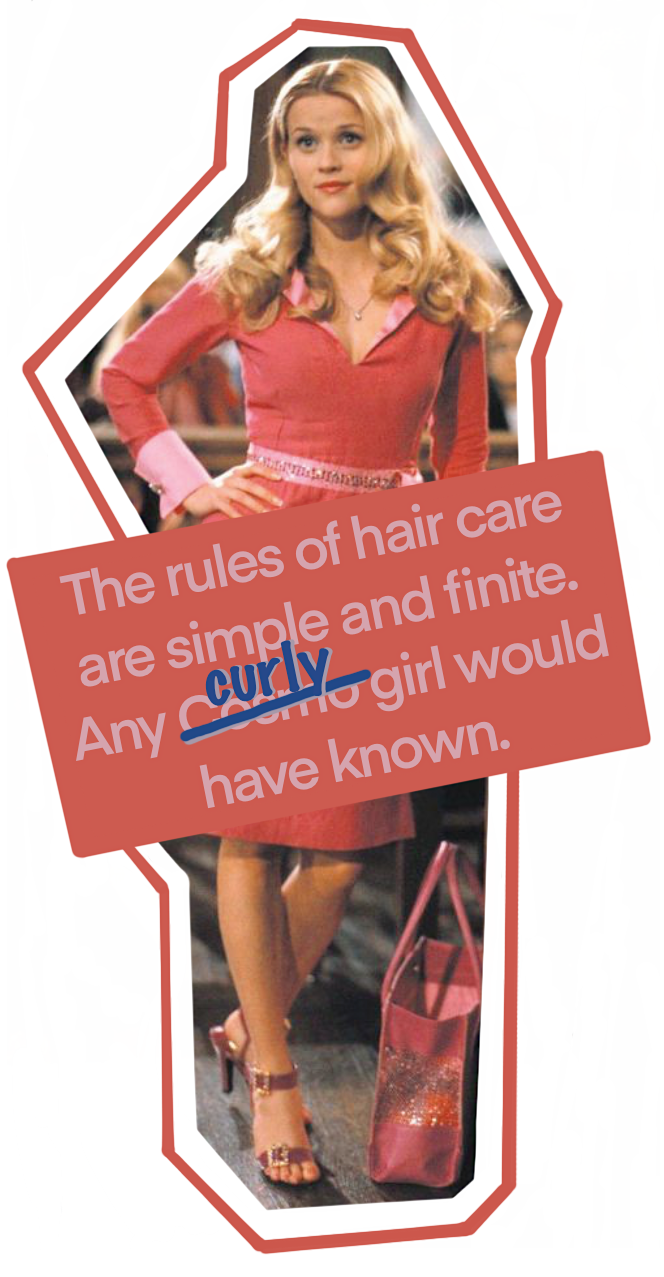 The rules of hair care
are simple and finite.
curly
Any Cosmo girl would
have known.